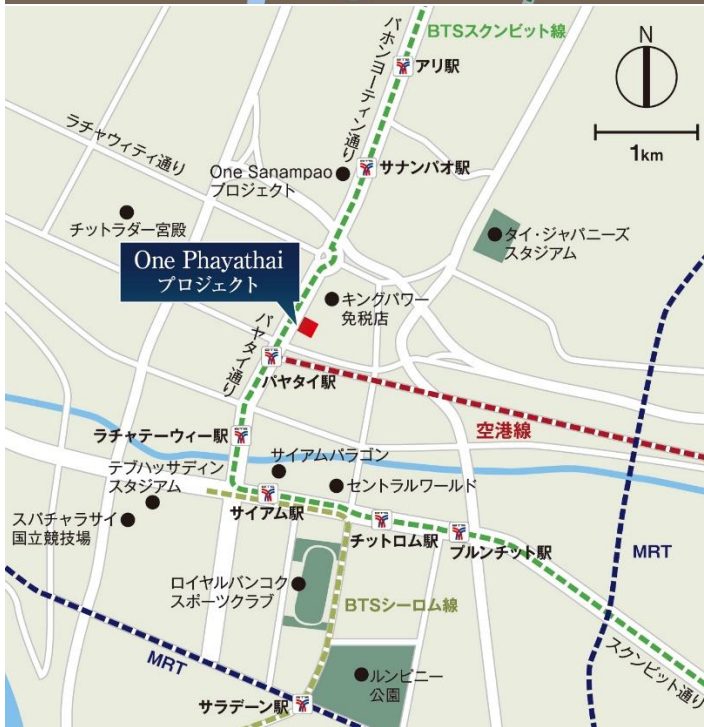 BTSスクンビット線
パホンヨーティン通り
アリ駅
N
1km
ラチャウィティ通り
One Sanampao
プロジェクト
サナンパオ駅
チットラダー宮殿
タイ・ジャパニーズ
スタジアム
One Phayathai
プロジェクト
キングパワー
免税店
パヤタイ通り
パヤタイ駅
空港線
ラチャテーウィー駅
サイアムパラゴン
テプハッサディン
スタジアム
セントラルワールド
スパチャラサイ
国立競技場
サイアム駅
チットロム駅
プルンチット駅
MRT
ロイヤルバンコク
スポーツクラブ
BTSシーロム線
スクンビット通り
MRT
ルンピニー
公園
サラデーン駅